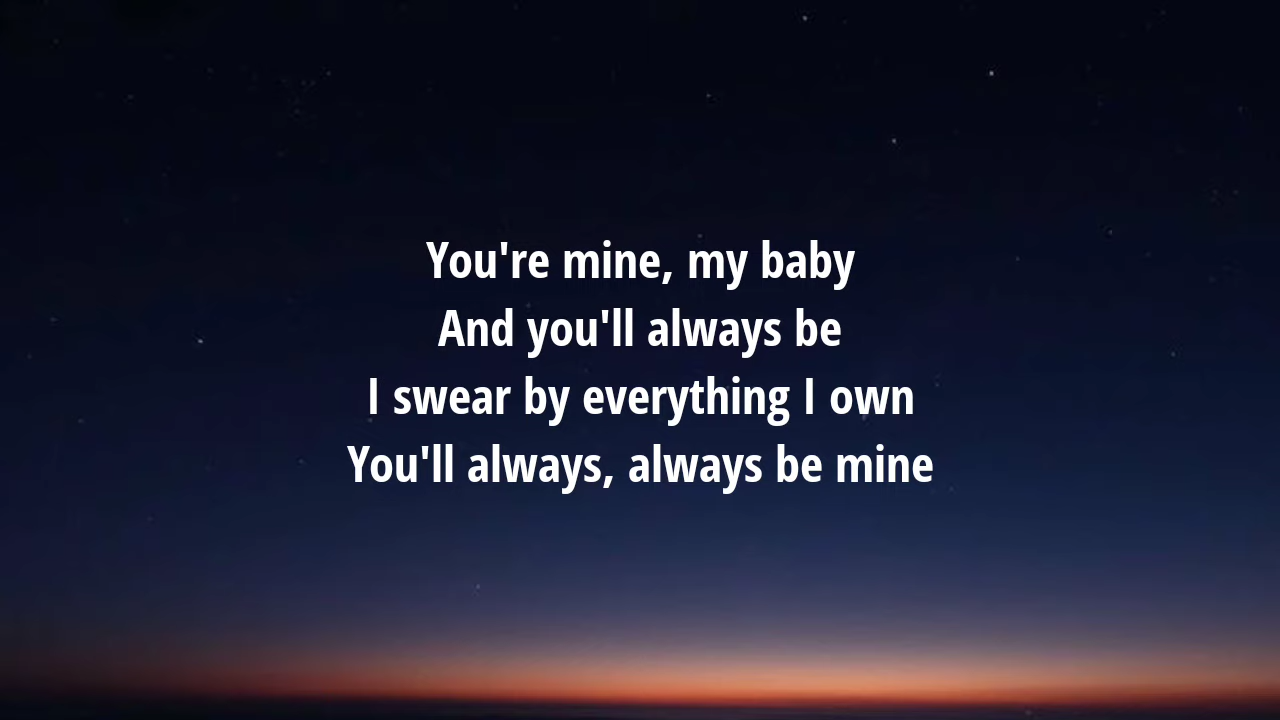 You're mine, my baby
And you'll always be
I swear by everything I own
You'll always, always be mine